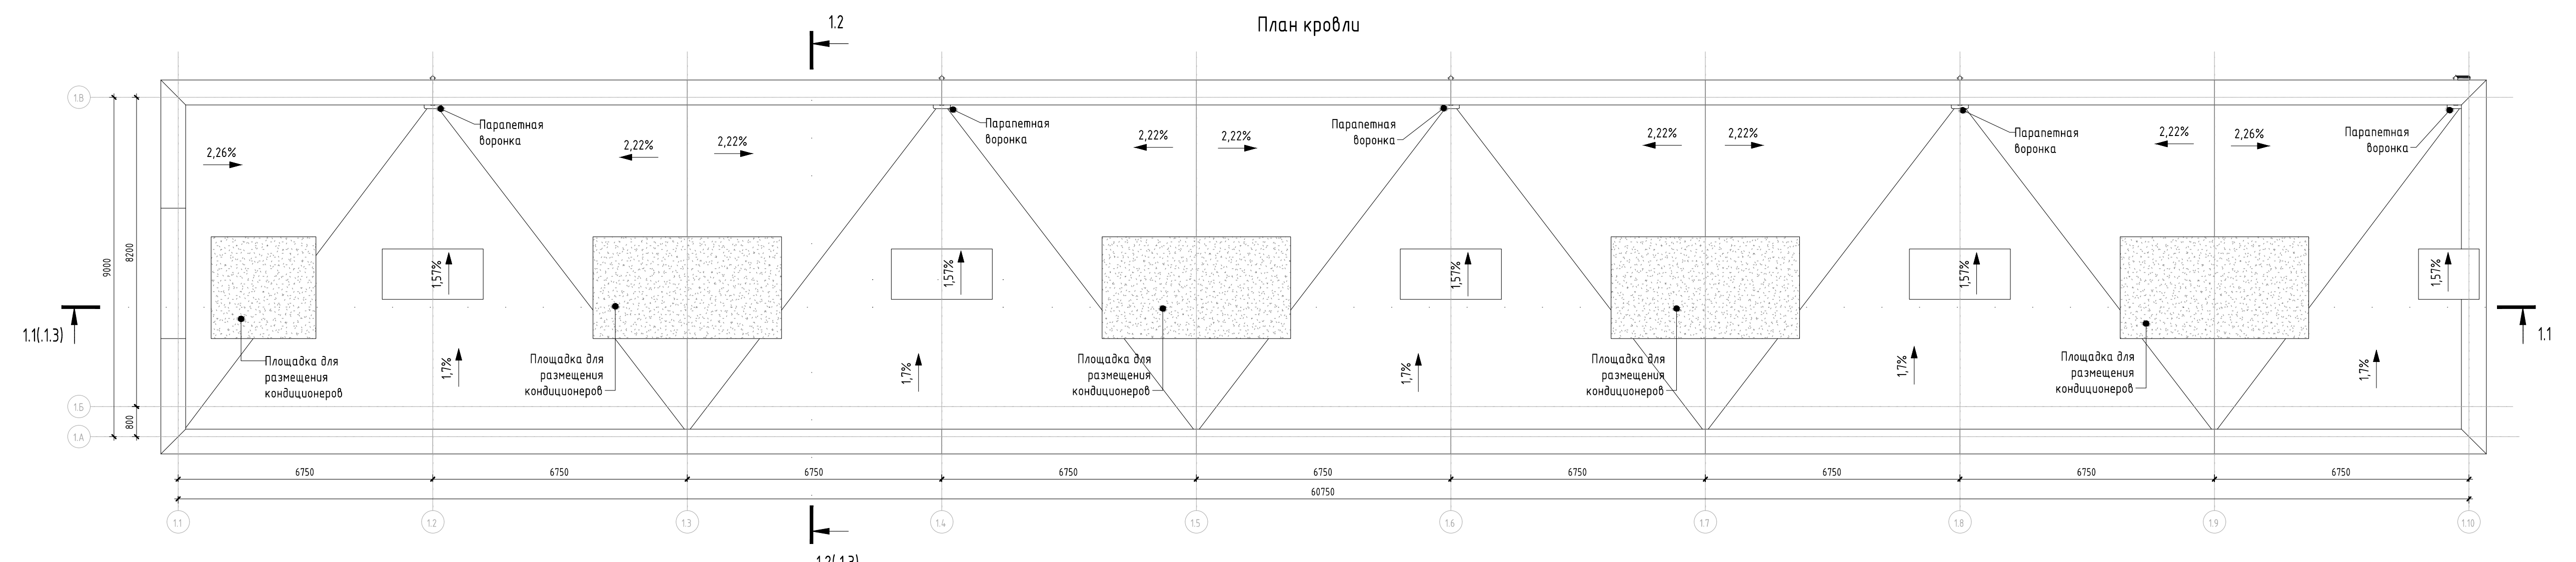 План кровли
1.2
1.В
Парапетная
воронка
Парапетная
воронка
Парапетная
воронка
Парапетная
воронка
Парапетная
воронка
2,26%
2,22%
2,22%
2,22%
2,22%
2,22%
2,22%
2,22%
2,26%
9000
8200
1,57%
1,57%
1,57%
1,57%
1,57%
1.1(.1.3)
1.1
1,7%
1,7%
1,7%
1,7%
1,7%
Площадка для
размещения
кондиционеров
Площадка для
размещения
кондиционеров
Площадка для
размещения
кондиционеров
Площадка для
размещения
кондиционеров
Площадка для
размещения
кондиционеров
1.Б
800
1.А
6750
6750
6750
6750
6750
6750
6750
6750
6750
60750
1.1
1.2
1.3
1.4
1.5
1.6
1.7
1.8
1.9
1.10
1.2(.1.3)